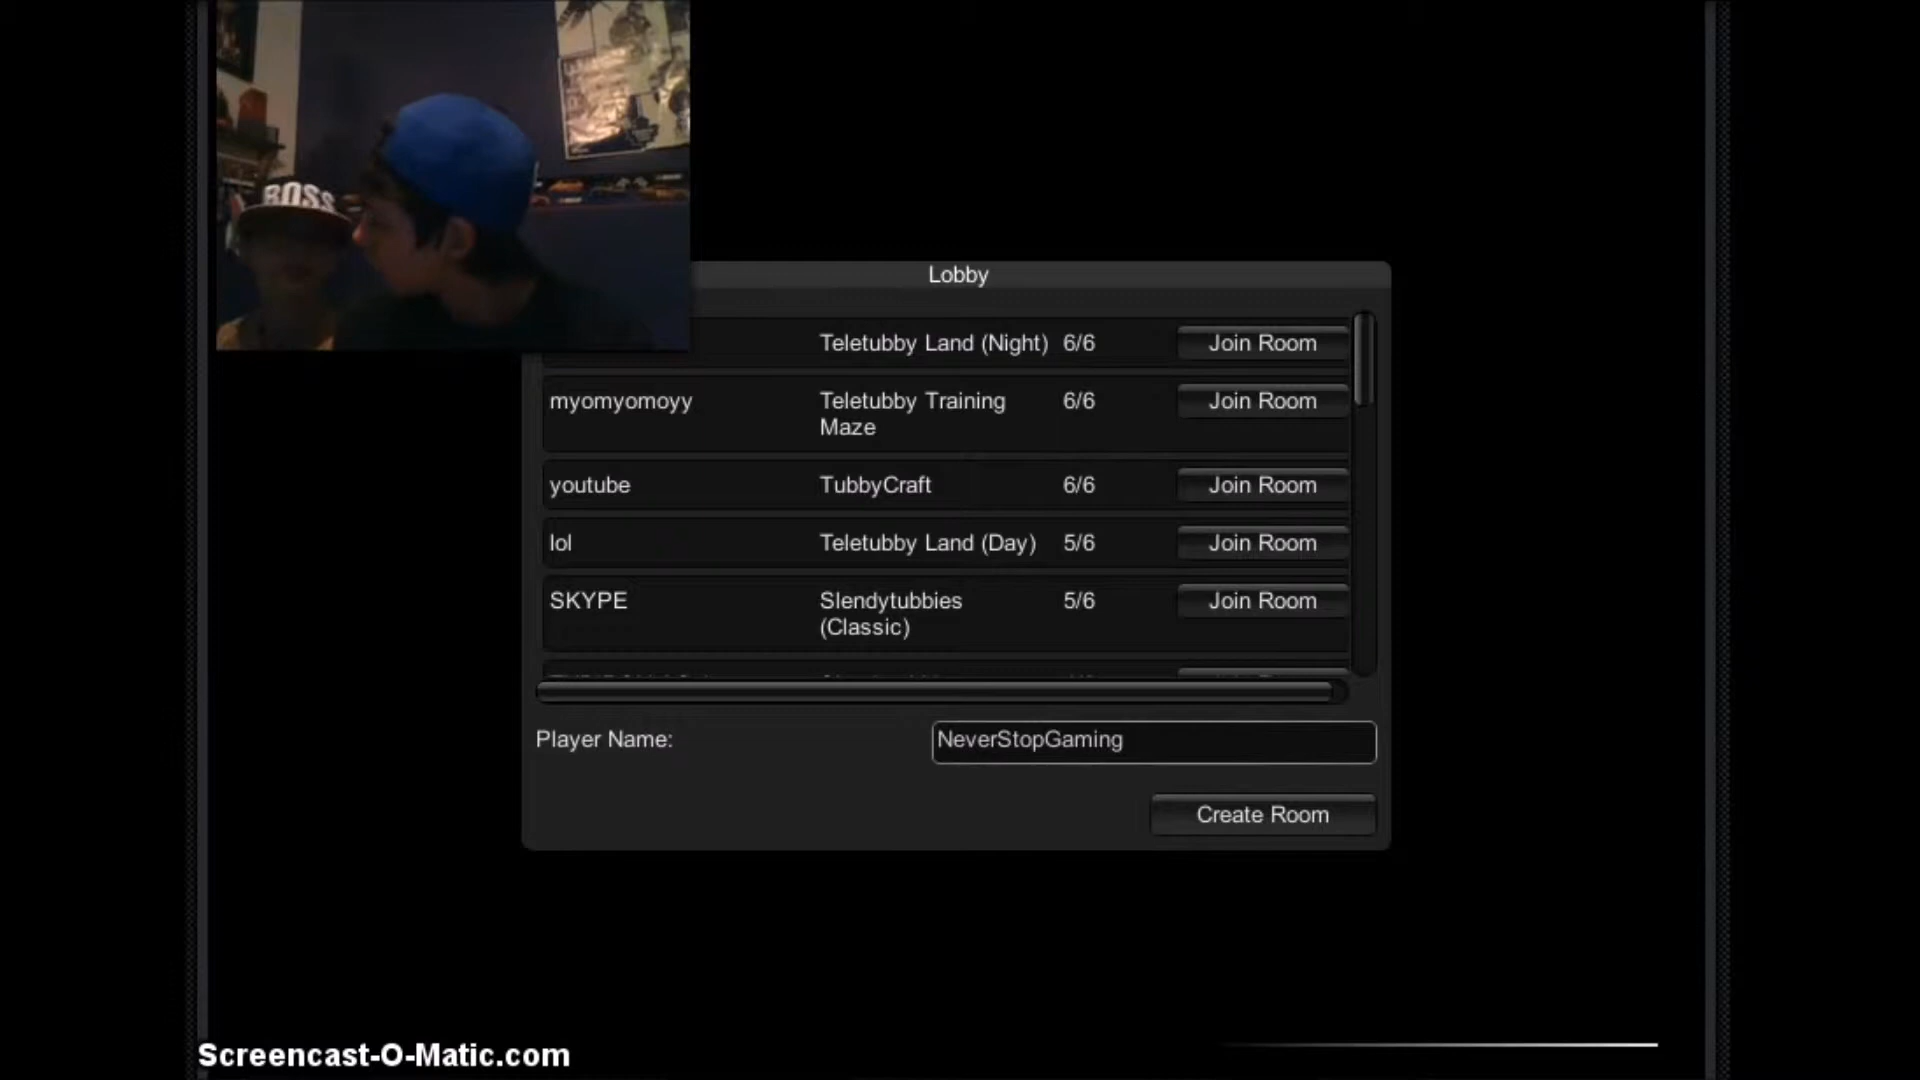 BOSS
Lobby
Teletubby Land (Night) 6/6 Join Room
myomyomoyy Teletubby Training 6/6 Join Room
Maze
youtube TubbyCraft 6/6 Join Room
lol Teletubby Land (Day) 5/6 Join Room
SKYPE Slendytubbies 5/6 Join Room
(Classic)
Player Name: NeverStopGaming
Create Room
Screencast-O-Matic.com